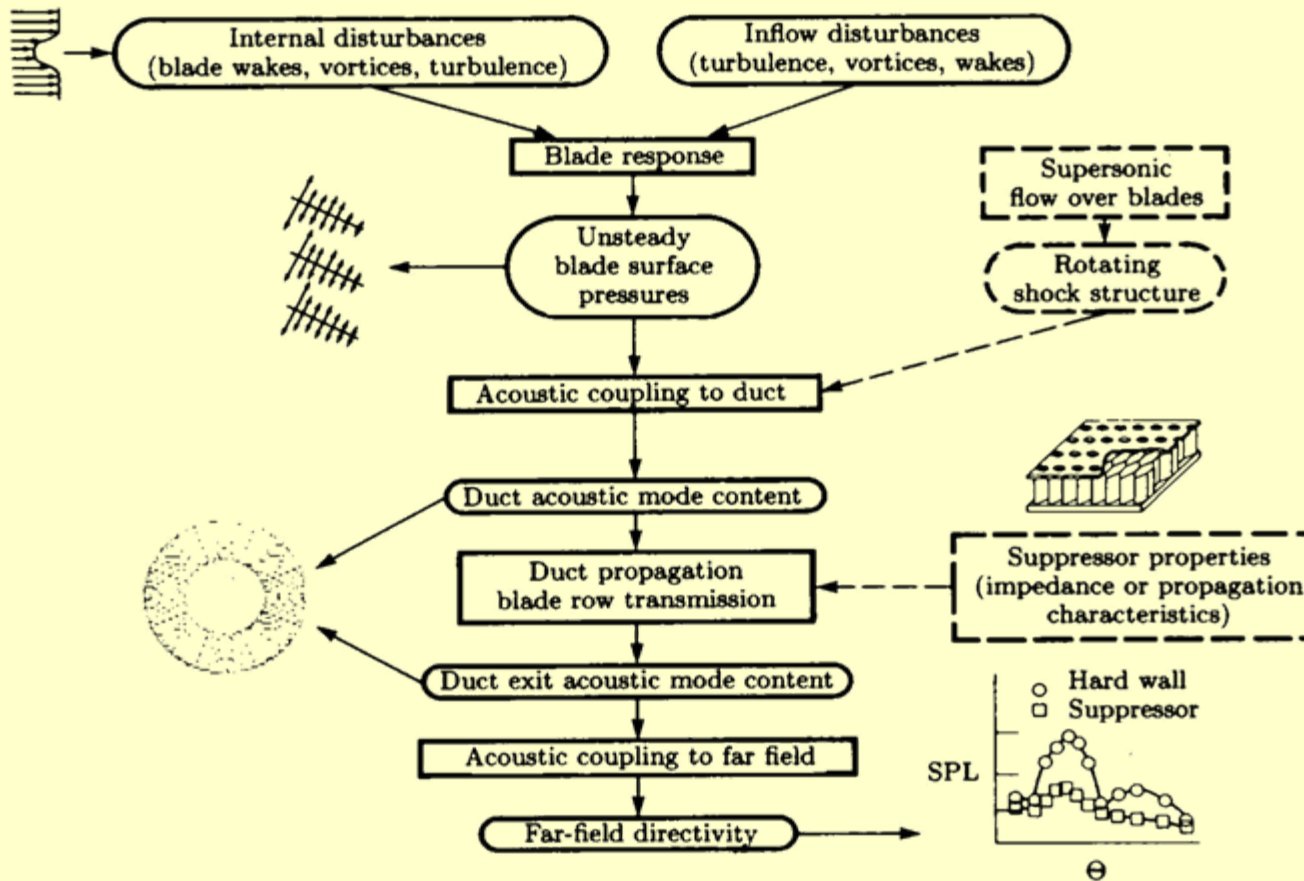 Internal disturbances
(blade wakes, vortices, turbulence)
Inflow disturbances
(turbulence, vortices, wakes)
Blade response
Supersonic
flow over blades
Unsteady
blade surface
pressures
Rotating
shock structure
Acoustic coupling to duct
Duct acoustic mode content
Duct propagation
blade row transmission
Suppressor properties
(impedance or propagation
characteristics)
Duct exit acoustic mode content
Hard wall
Suppressor
Acoustic coupling to far field
SPL
Far-field directivity
Θ